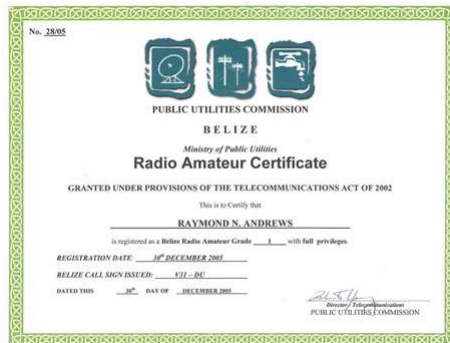 No. 28/05
PUBLIC UTILITIES COMMISSION
BELIZE
Ministry of Public Utilities
Radio Amateur Certificate
GRANTED UNDER PROVISIONS OF THE TELECOMMUNICATIONS ACT OF 2002
This is to Certify that
RAYMOND N. ANDREWS
is registered as a Belize Radio Amateur Grade 1 with full privileges.
REGISTRATION DATE: 30th DECEMBER 2005
BELIZE CALL SIGN ISSUED: V31 - DU
DATED THIS 30th DAY OF DECEMBER 2005
Director / Telecommunications
PUBLIC UTILITIES COMMISSION